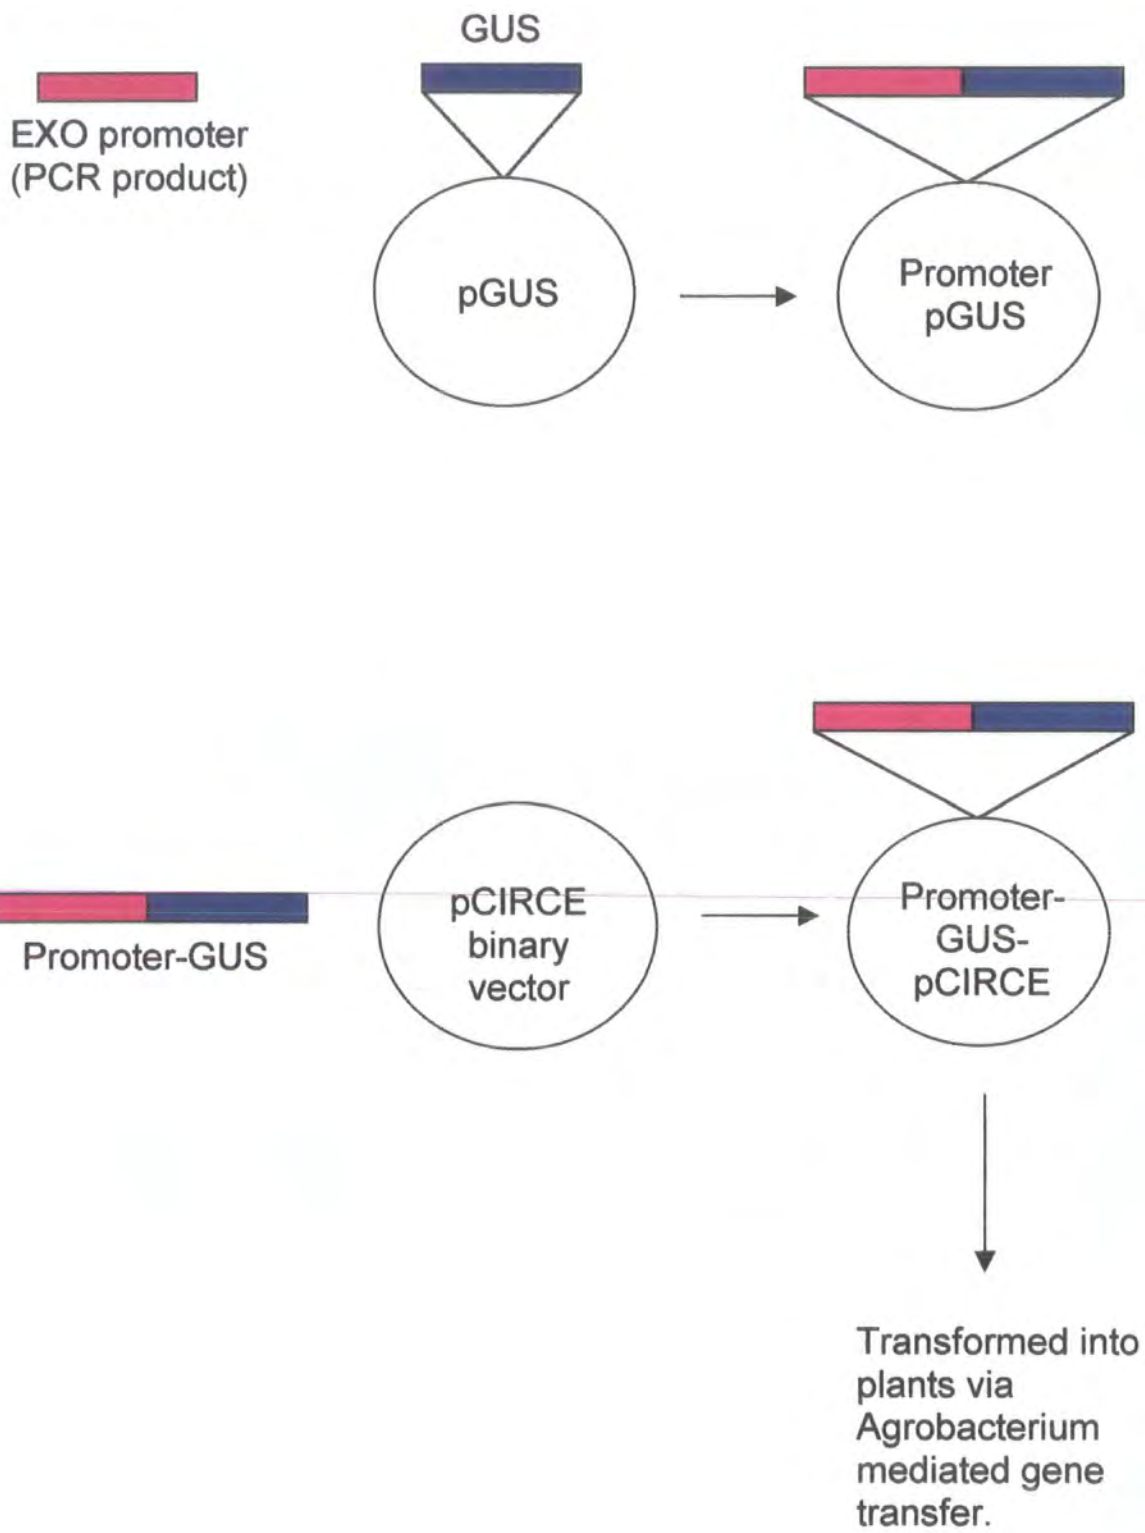 GUS
EXO promoter
(PCR product)
pGUS
Promoter
pGUS
Promoter-GUS
pCIRCE
binary
vector
Promoter-
GUS-
pCIRCE
Transformed into
plants via
Agrobacterium
mediated gene
transfer.